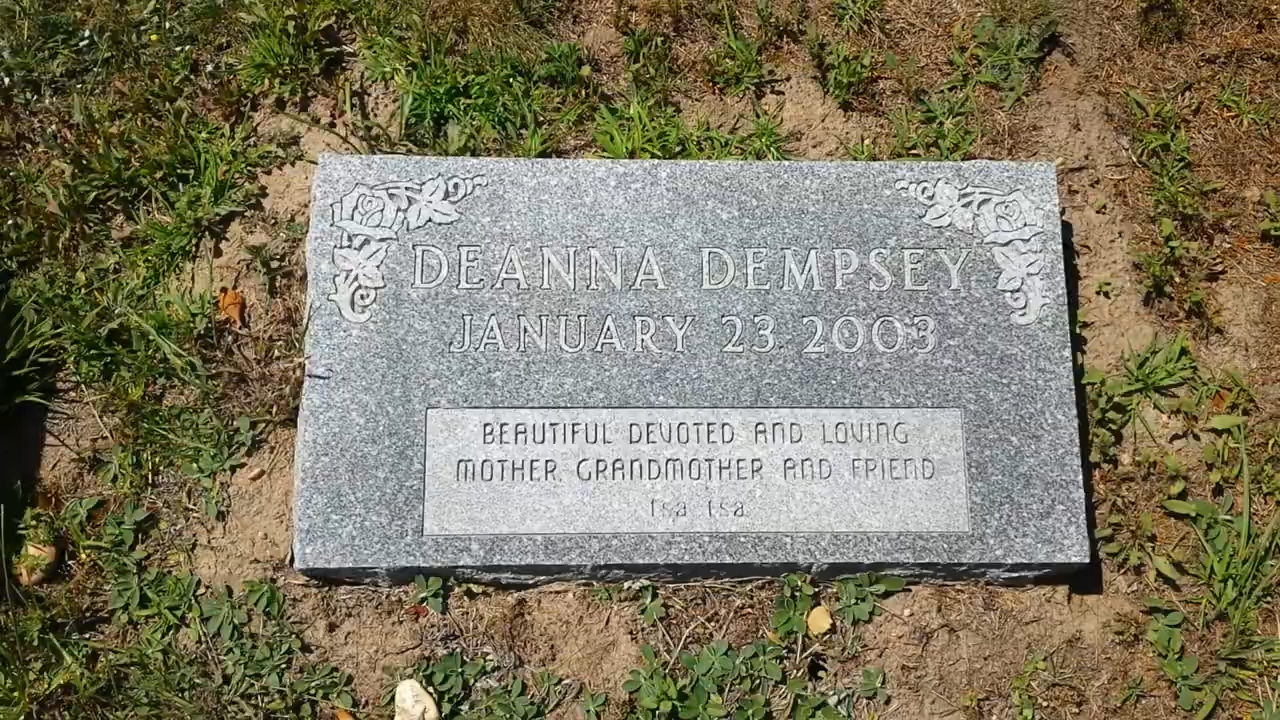 DEANNA DEMPSEY
JANUARY 23, 2003
BEAUTIFUL DEVOTED AND LOVING
MOTHER, GRANDMOTHER AND FRIEND
Isa Isa